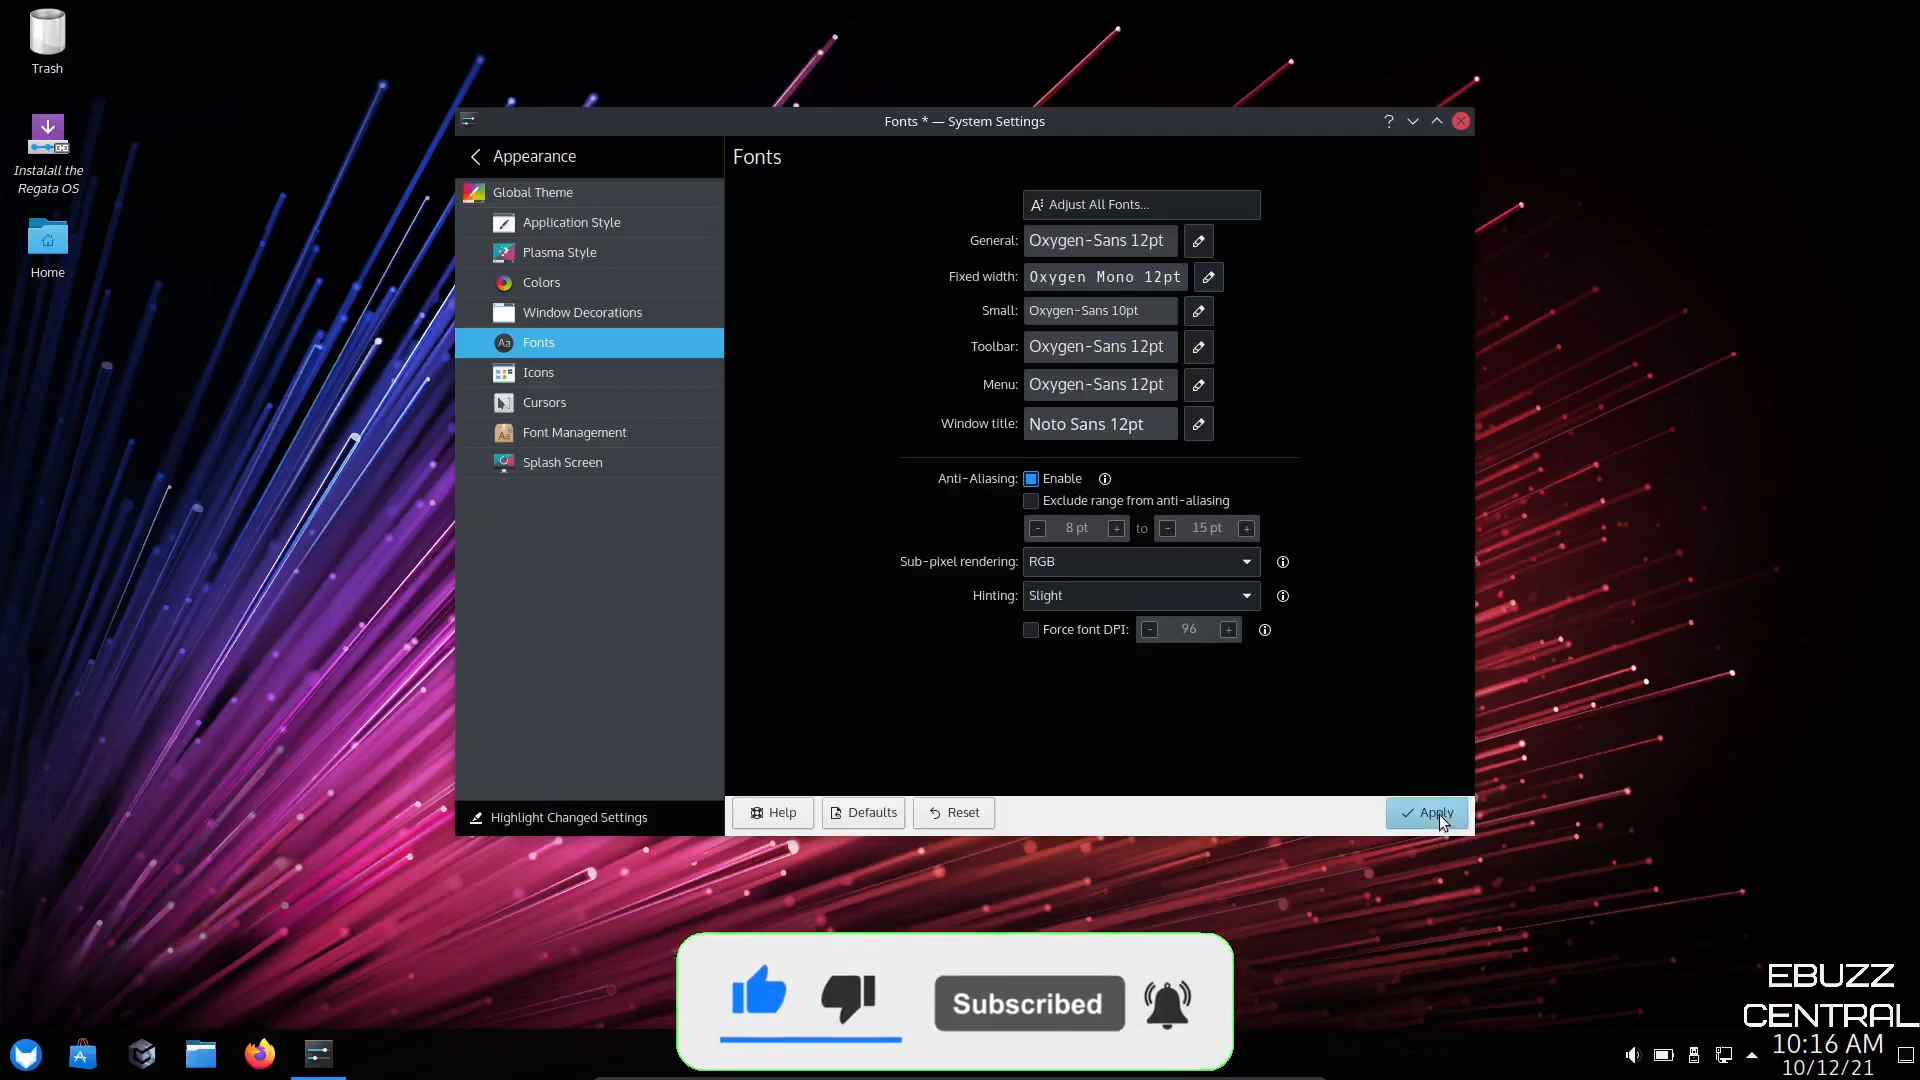 Trash
Instalall the
Regata OS
Home
Fonts * — System Settings
Appearance
Global Theme
Application Style
Plasma Style
Colors
Window Decorations
Fonts
Icons
Cursors
Font Management
Splash Screen
Highlight Changed Settings
Fonts
Adjust All Fonts...
General: Oxygen-Sans 12pt
Fixed width: Oxygen Mono 12pt
Small: Oxygen-Sans 10pt
Toolbar: Oxygen-Sans 12pt
Menu: Oxygen-Sans 12pt
Window title: Noto Sans 12pt
Anti-Aliasing: Enable
Exclude range from anti-aliasing
- 8 pt + to - 15 pt +
Sub-pixel rendering: RGB
Hinting: Slight
Force font DPI: - 96 +
Help Defaults Reset Apply
Subscribed
EBUZZ
CENTRAL
10:16 AM
10/12/21